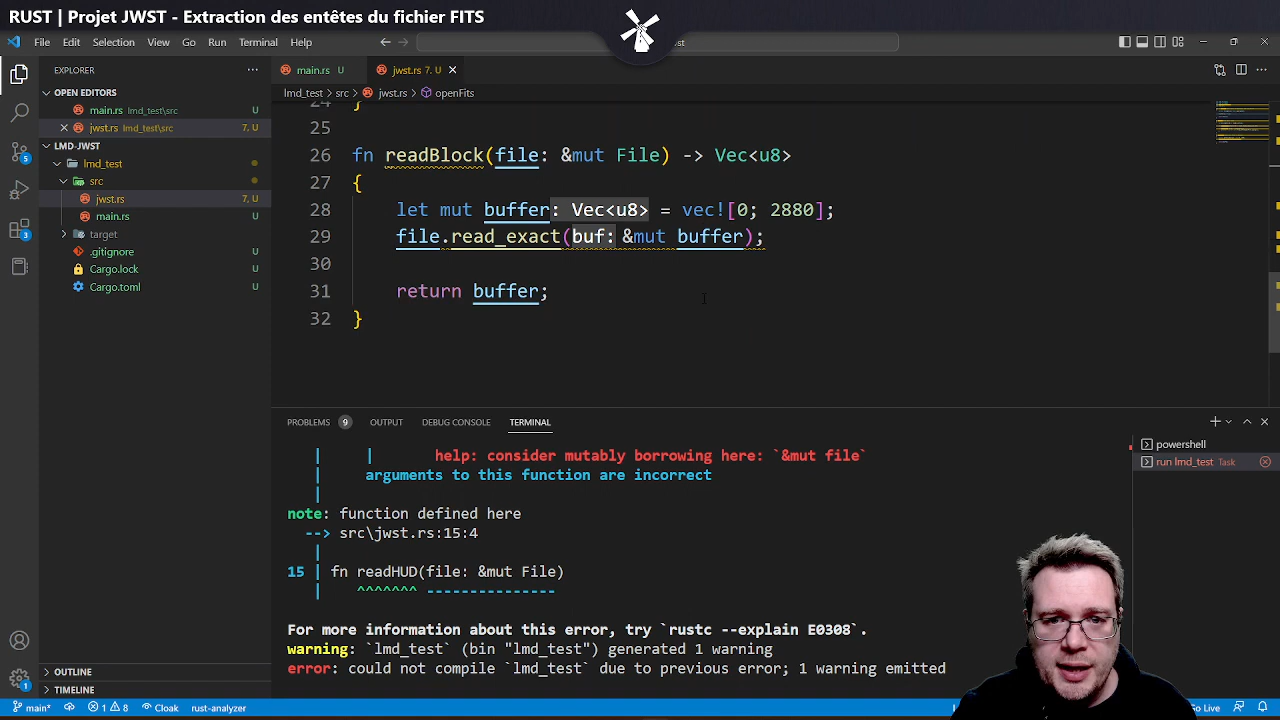 RUST | Projet JWST - Extraction des entêtes du fichier FITS
File Edit Selection View Go Run Terminal Help
EXPLORER
main.rs U
jwst.rs 7, U
OPEN EDITORS
lmd_test > src > jwst.rs > openFits
main.rs lmd_test\src U
jwst.rs lmd_test\src 7, U
LMD-JWST
lmd_test
src
jwst.rs 7, U
main.rs U
target
.gitignore U
Cargo.lock U
Cargo.toml U
OUTLINE
TIMELINE
24 }
25
26 fn readBlock(file: &mut File) -> Vec<u8>
27 {
28 let mut buffer: Vec<u8> = vec![0; 2880];
29 file.read_exact(buf: &mut buffer);
30
31 return buffer;
32 }
PROBLEMS 9 OUTPUT DEBUG CONSOLE TERMINAL
powershell
run lmd_test Task
| | help: consider mutably borrowing here: `&mut file`
| arguments to this function are incorrect
|
note: function defined here
--> src\jwst.rs:15:4
|
15 | fn readHUD(file: &mut File)
| ^^^^^^^ ---------------
For more information about this error, try `rustc --explain E0308`.
warning: `lmd_test` (bin "lmd_test") generated 1 warning
error: could not compile `lmd_test` due to previous error; 1 warning emitted
main* 1 8 Cloak rust-analyzer
Go Live